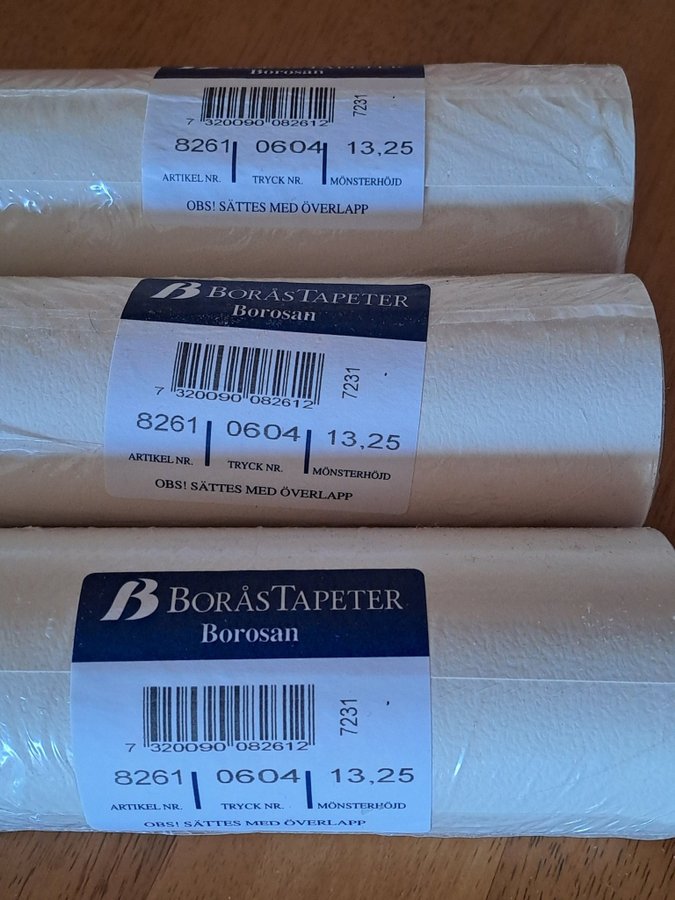 Borosan
7231
7 320090 082612
8261 0604 13,25
ARTIKEL NR. TRYCK NR. MÖNSTERHÖJD
OBS! SÄTTES MED ÖVERLAPP
B BORÅSTAPETER
Borosan
7231
7 320090 082612
8261 0604 13,25
ARTIKEL NR. TRYCK NR. MÖNSTERHÖJD
OBS! SÄTTES MED ÖVERLAPP
B BORÅSTAPETER
Borosan
7231
7 320090 082612
8261 0604 13,25
ARTIKEL NR. TRYCK NR. MÖNSTERHÖJD
OBS! SÄTTES MED ÖVERLAPP